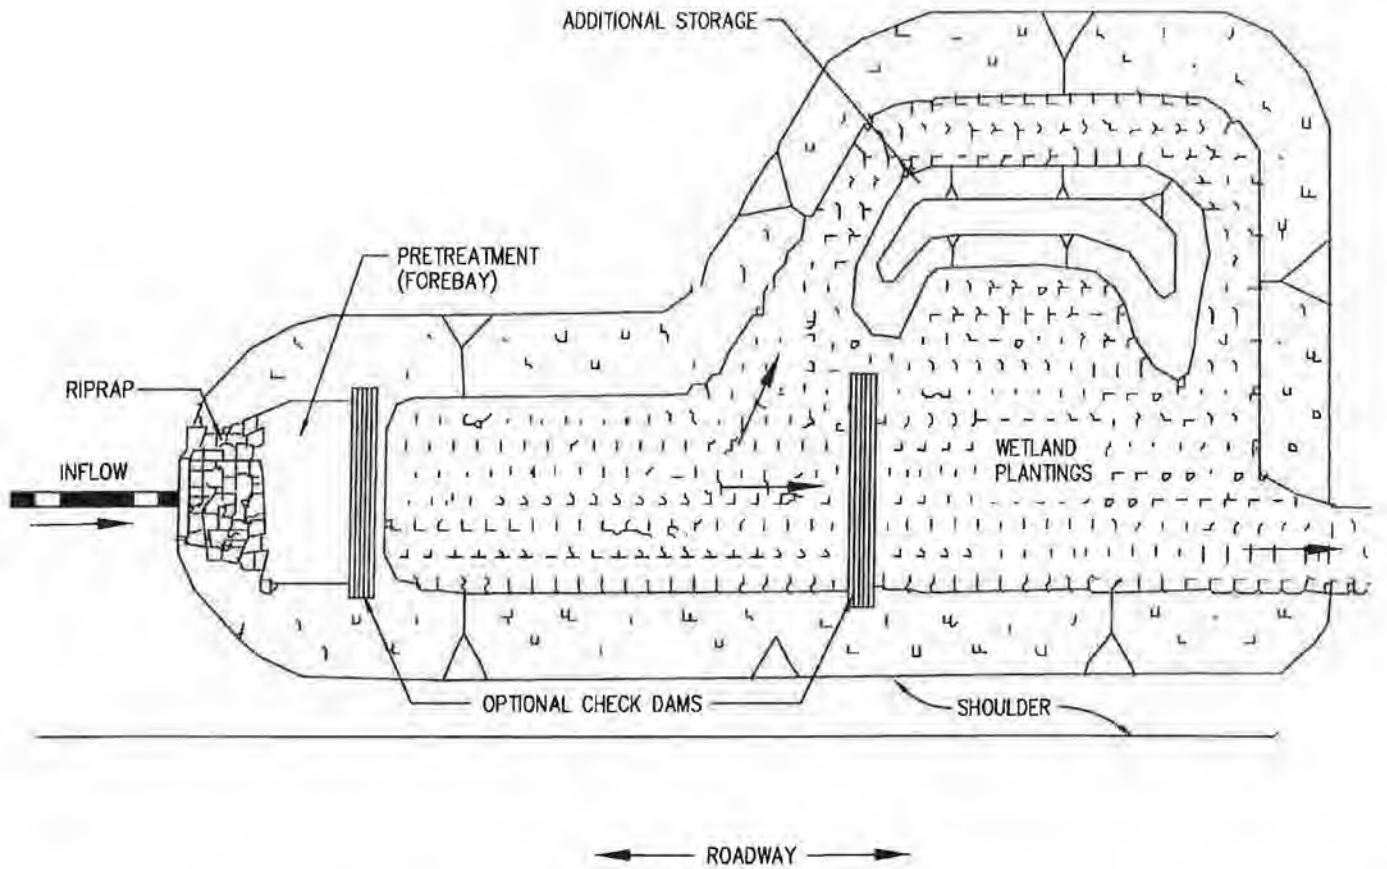 ADDITIONAL STORAGE
PRETREATMENT
(FOREBAY)
RIPRAP
INFLOW
WETLAND
PLANTINGS
OPTIONAL CHECK DAMS
SHOULDER
ROADWAY